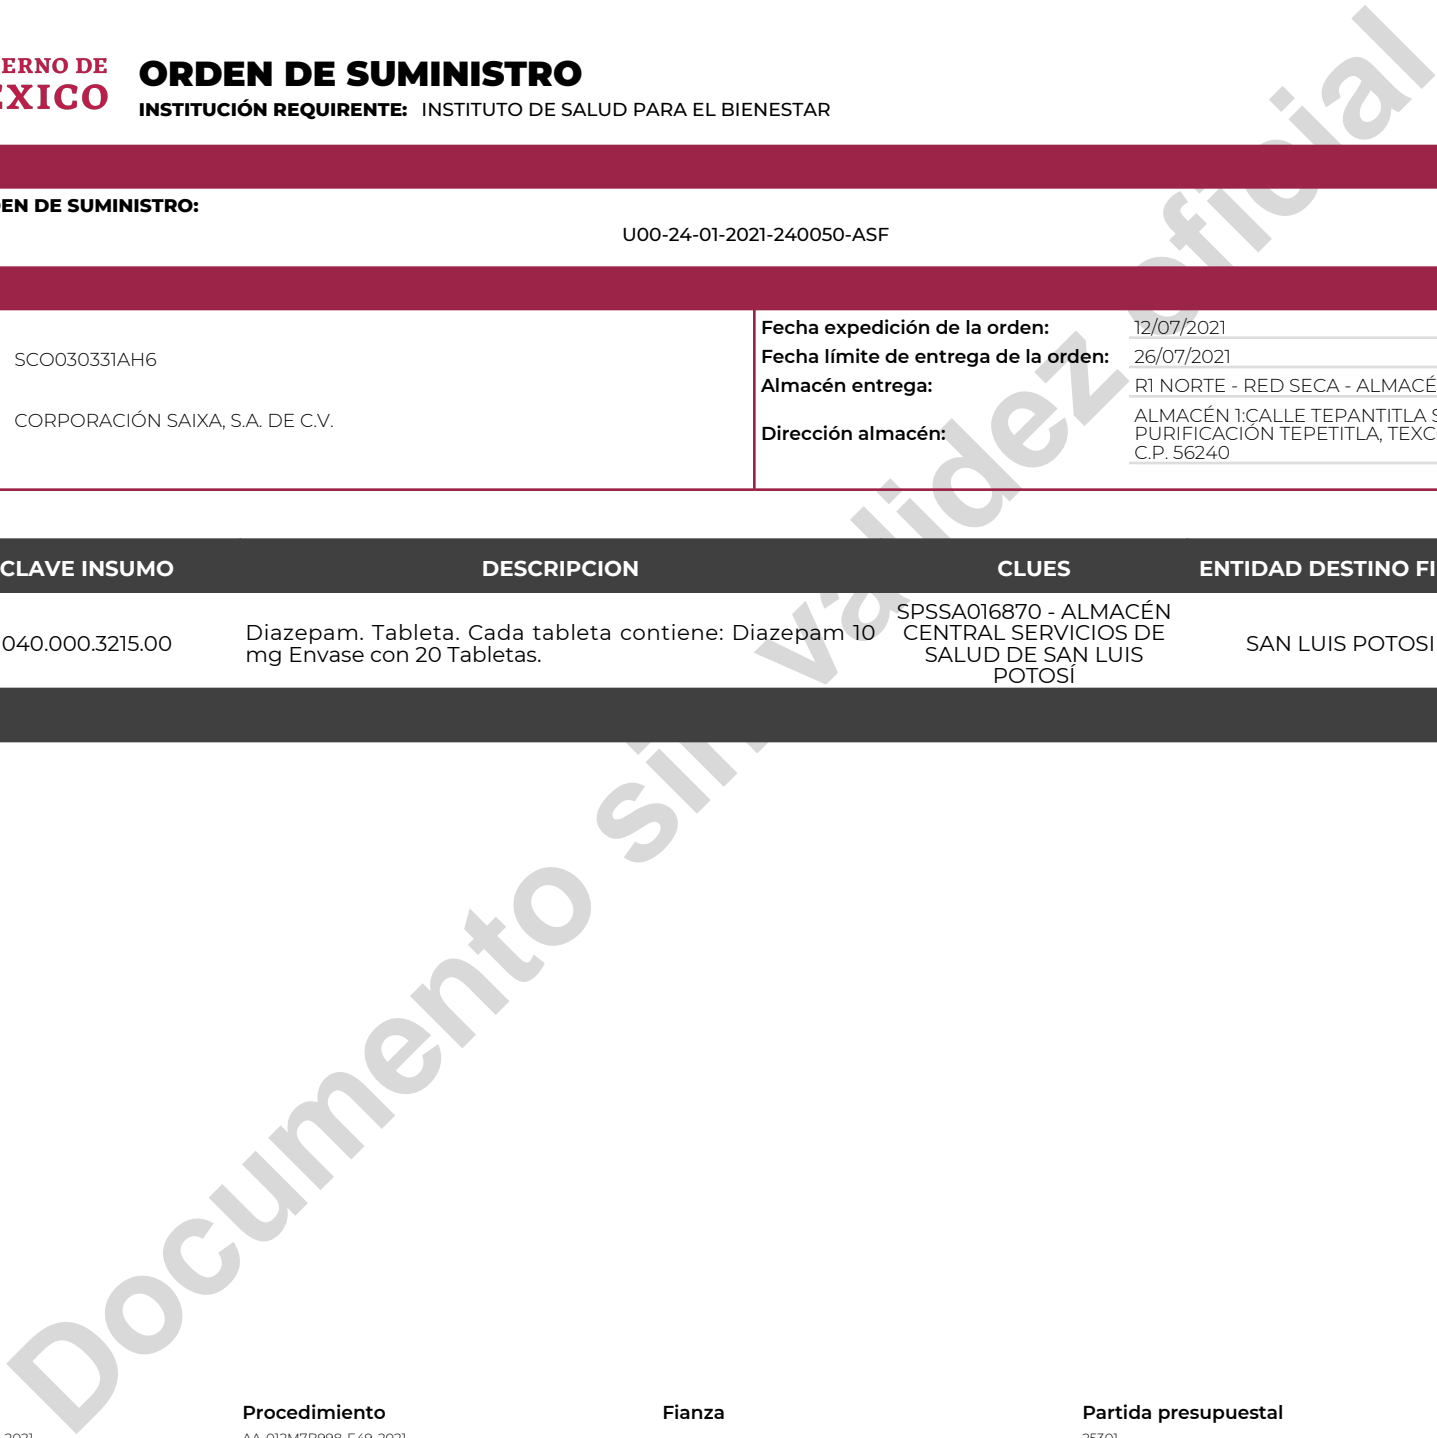 ERNO DE
EXICO
ORDEN DE SUMINISTRO
INSTITUCIÓN REQUIRENTE: INSTITUTO DE SALUD PARA EL BIENESTAR
EN DE SUMINISTRO:
U00-24-01-2021-240050-ASF
SCO030331AH6
CORPORACIÓN SAIXA, S.A. DE C.V.
Fecha expedición de la orden: 12/07/2021
Fecha límite de entrega de la orden: 26/07/2021
Almacén entrega: R1 NORTE - RED SECA - ALMACÉ
Dirección almacén: ALMACÉN 1:CALLE TEPANTITLA S
PURIFICACIÓN TEPETITLA, TEXC
C.P. 56240
CLAVE INSUMO DESCRIPCION CLUES ENTIDAD DESTINO FI
040.000.3215.00
Diazepam. Tableta. Cada tableta contiene: Diazepam 10
mg Envase con 20 Tabletas.
SPSSA016870 - ALMACÉN
CENTRAL SERVICIOS DE
SALUD DE SAN LUIS
POTOSÍ
SAN LUIS POTOSI
Documento sin validez oficial
Procedimiento Fianza Partida presupuestal